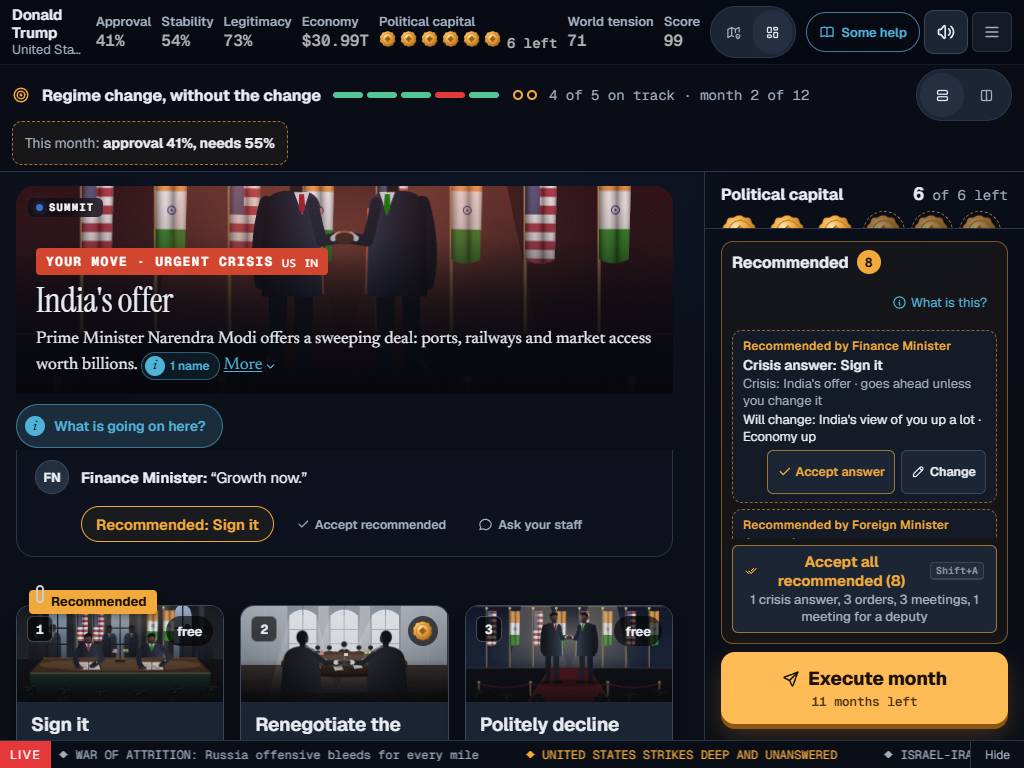 Donald Trump
United Sta...
Approval
41%
Stability
54%
Legitimacy
73%
Economy
$30.99T
Political capital
6 left
World tension
71
Score
99
Some help
Regime change, without the change
4 of 5 on track · month 2 of 12
This month: approval 41%, needs 55%
SUMMIT
YOUR MOVE · URGENT CRISIS US IN
India's offer
Prime Minister Narendra Modi offers a sweeping deal: ports, railways and market access
worth billions. i 1 name More
i What is going on here?
FN Finance Minister: “Growth now.”
Recommended: Sign it
Accept recommended
Ask your staff
Recommended
1
free
Sign it
2
Renegotiate the
3
free
Politely decline
Political capital
6 of 6 left
Recommended 8
What is this?
Recommended by Finance Minister
Crisis answer: Sign it
Crisis: India's offer · goes ahead unless
you change it
Will change: India's view of you up a lot ·
Economy up
Accept answer
Change
Recommended by Foreign Minister
Accept all
recommended (8)
Shift+A
1 crisis answer, 3 orders, 3 meetings, 1
meeting for a deputy
Execute month
11 months left
LIVE
WAR OF ATTRITION: Russia offensive bleeds for every mile
UNITED STATES STRIKES DEEP AND UNANSWERED
ISRAEL-IRA
Hide